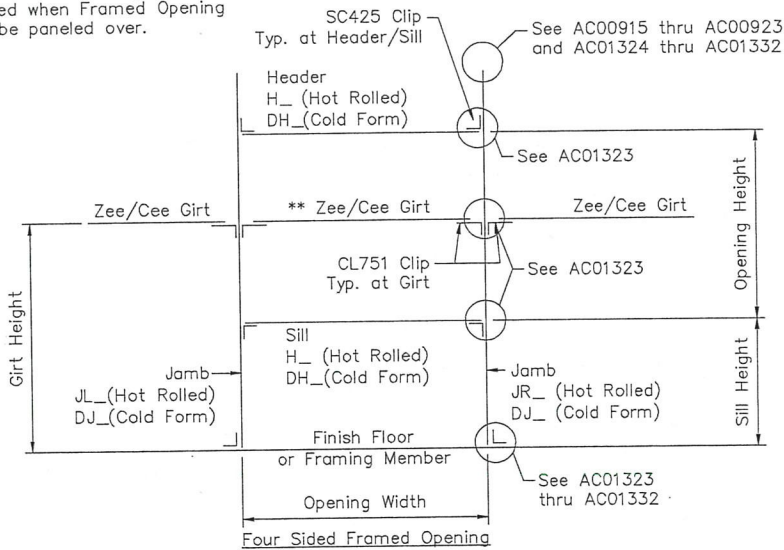 ed when Framed Opening
be paneled over.
SC425 Clip
Typ. at Header/Sill
See AC00915 thru AC00923
and AC01324 thru AC01332
Header
H_ (Hot Rolled)
DH_(Cold Form)
See AC01323
Zee/Cee Girt
** Zee/Cee Girt
Zee/Cee Girt
Opening Height
CL751 Clip
Typ. at Girt
See AC01323
Girt Height
Sill
H_ (Hot Rolled)
DH_(Cold Form)
Jamb
JL_(Hot Rolled)
DJ_(Cold Form)
Jamb
JR_ (Hot Rolled)
DJ_ (Cold Form)
Sill Height
Finish Floor
or Framing Member
See AC01323
thru AC01332
Opening Width
Four Sided Framed Opening